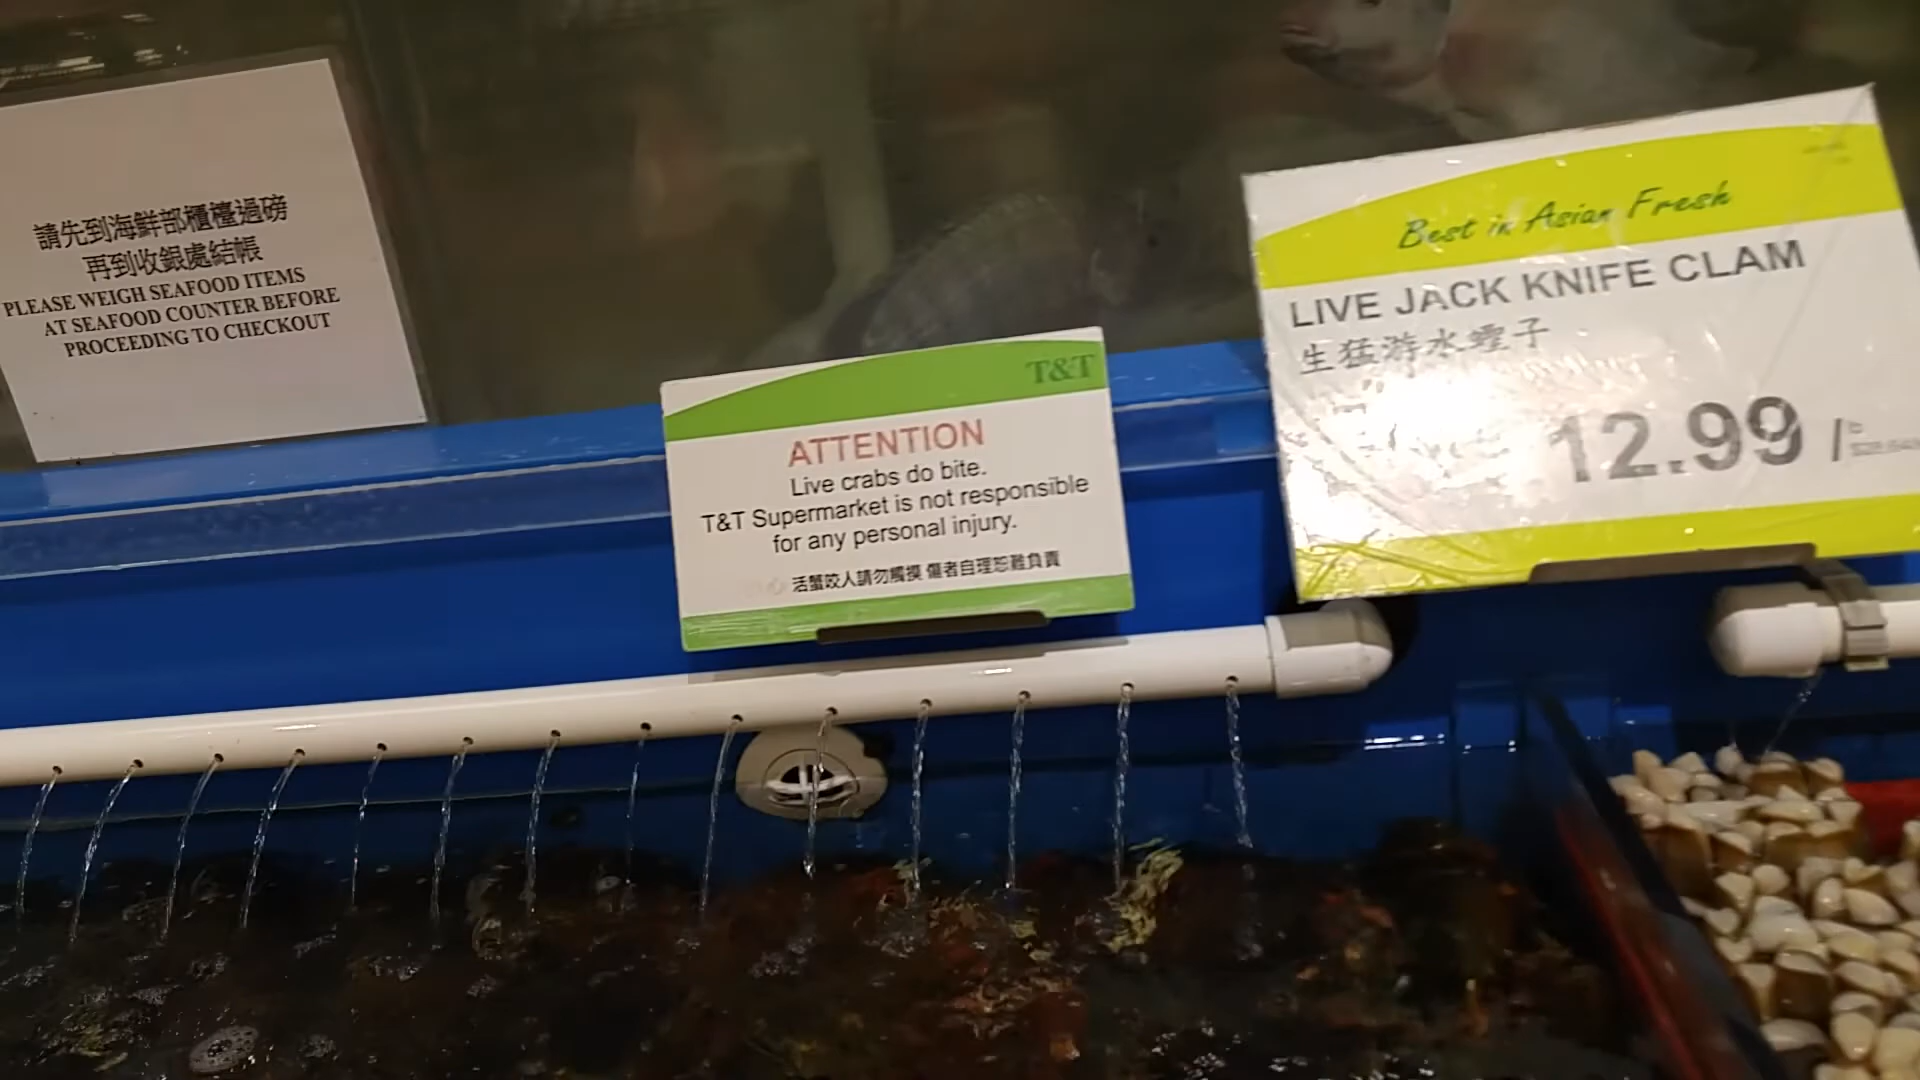 請先到海鮮部櫃檯過磅
再到收銀處結帳
PLEASE WEIGH SEAFOOD ITEMS
AT SEAFOOD COUNTER BEFORE
PROCEEDING TO CHECKOUT
T&T
ATTENTION
Live crabs do bite.
T&T Supermarket is not responsible
for any personal injury.
活蟹咬人請勿觸摸 傷者自理恕難負責
Best in Asian Fresh
LIVE JACK KNIFE CLAM
生猛游水蟶子
12.99 /